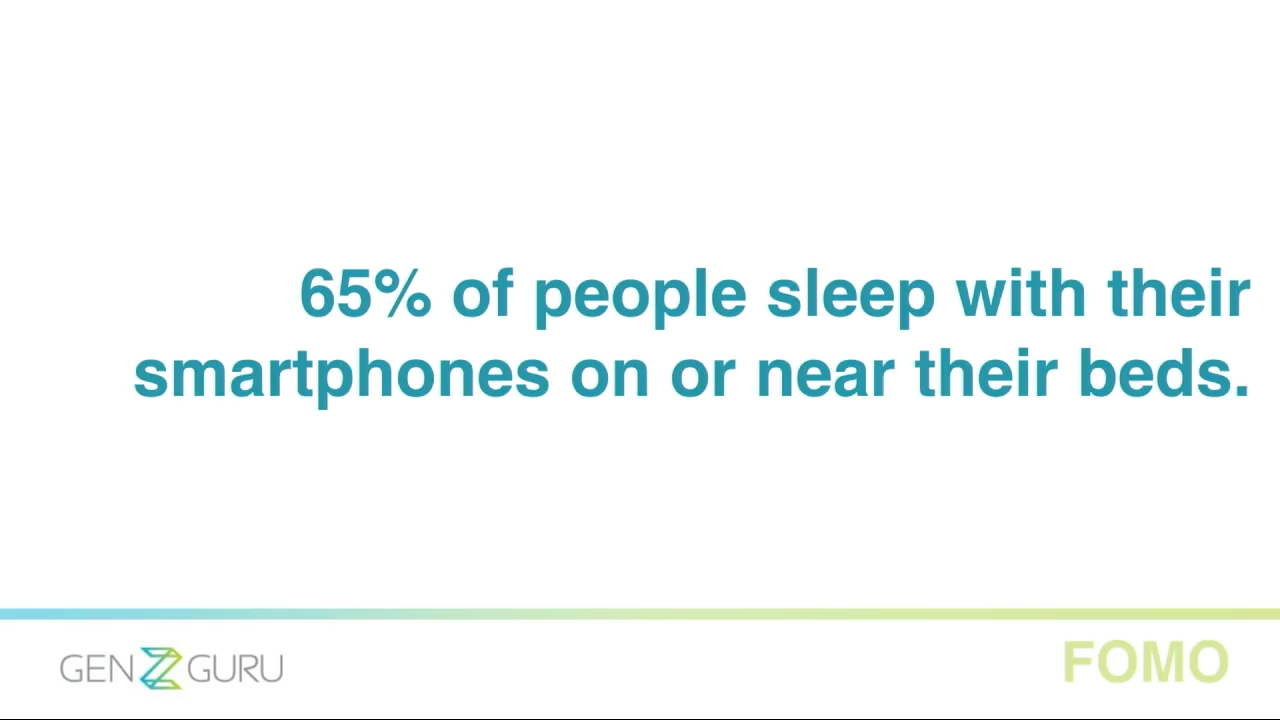 65% of people sleep with their
smartphones on or near their beds.
GEN Z GURU
FOMO